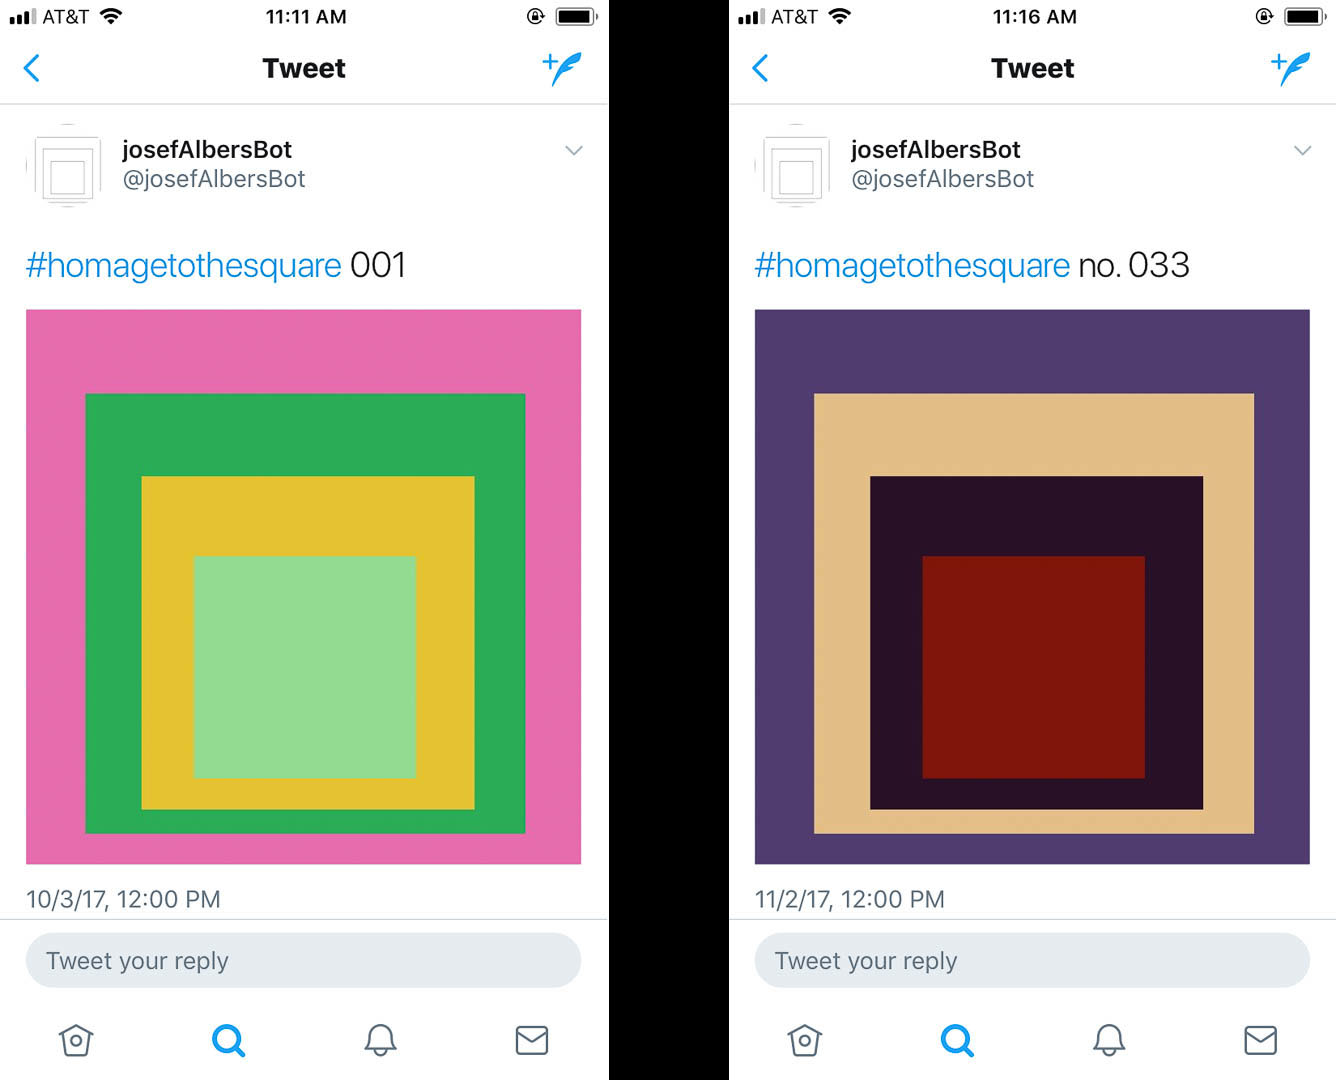 AT&T 11:11 AM
Tweet
josefAlbersBot
@josefAlbersBot
#homagetothesquare 001
10/3/17, 12:00 PM
Tweet your reply
AT&T 11:16 AM
Tweet
josefAlbersBot
@josefAlbersBot
#homagetothesquare no. 033
11/2/17, 12:00 PM
Tweet your reply